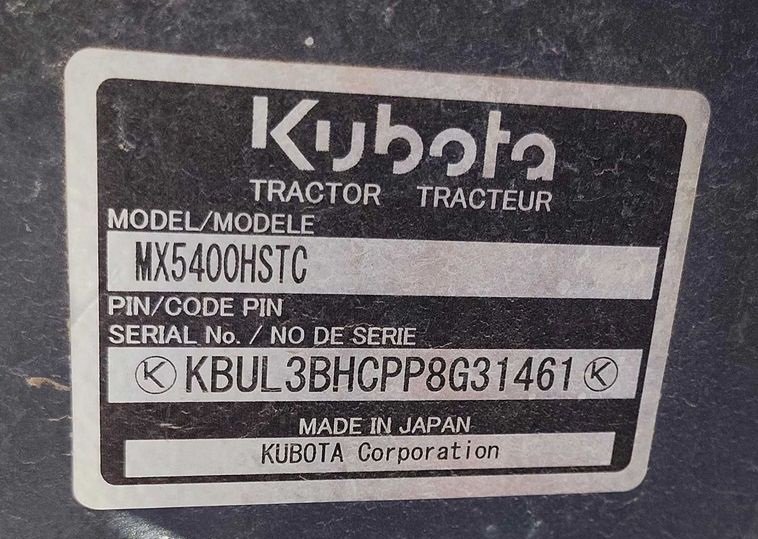 Kubota
TRACTOR TRACTEUR
MODEL/MODELE
MX5400HSTC
PIN/CODE PIN
SERIAL No. / NO DE SERIE
K KBUL3BHCPP8G31461 K
MADE IN JAPAN
KUBOTA Corporation